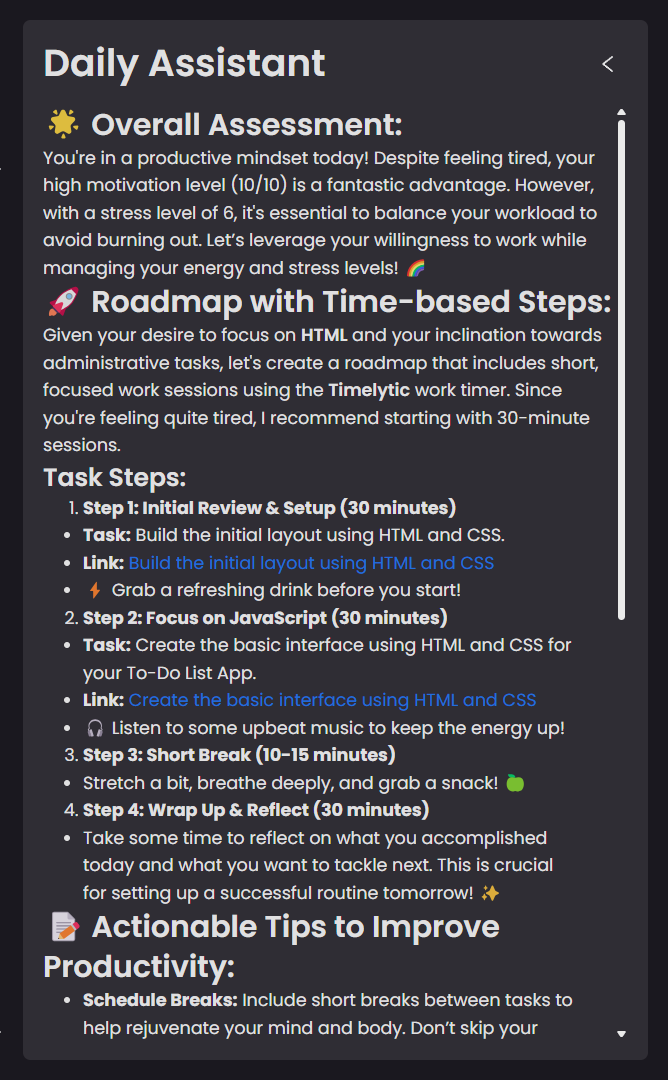 Daily Assistant
🌟 Overall Assessment:
You're in a productive mindset today! Despite feeling tired, your
high motivation level (10/10) is a fantastic advantage. However,
with a stress level of 6, it's essential to balance your workload to
avoid burning out. Let’s leverage your willingness to work while
managing your energy and stress levels! 🌈
🚀 Roadmap with Time-based Steps:
Given your desire to focus on HTML and your inclination towards
administrative tasks, let's create a roadmap that includes short,
focused work sessions using the Timelytic work timer. Since
you're feeling quite tired, I recommend starting with 30-minute
sessions.
Task Steps:
1. Step 1: Initial Review & Setup (30 minutes)
• Task: Build the initial layout using HTML and CSS.
• Link: Build the initial layout using HTML and CSS
• ⚡ Grab a refreshing drink before you start!
2. Step 2: Focus on JavaScript (30 minutes)
• Task: Create the basic interface using HTML and CSS for
your To-Do List App.
• Link: Create the basic interface using HTML and CSS
• 🎧 Listen to some upbeat music to keep the energy up!
3. Step 3: Short Break (10-15 minutes)
• Stretch a bit, breathe deeply, and grab a snack! 🍏
4. Step 4: Wrap Up & Reflect (30 minutes)
• Take some time to reflect on what you accomplished
today and what you want to tackle next. This is crucial
for setting up a successful routine tomorrow! ✨
📝 Actionable Tips to Improve
Productivity:
• Schedule Breaks: Include short breaks between tasks to
help rejuvenate your mind and body. Don’t skip your